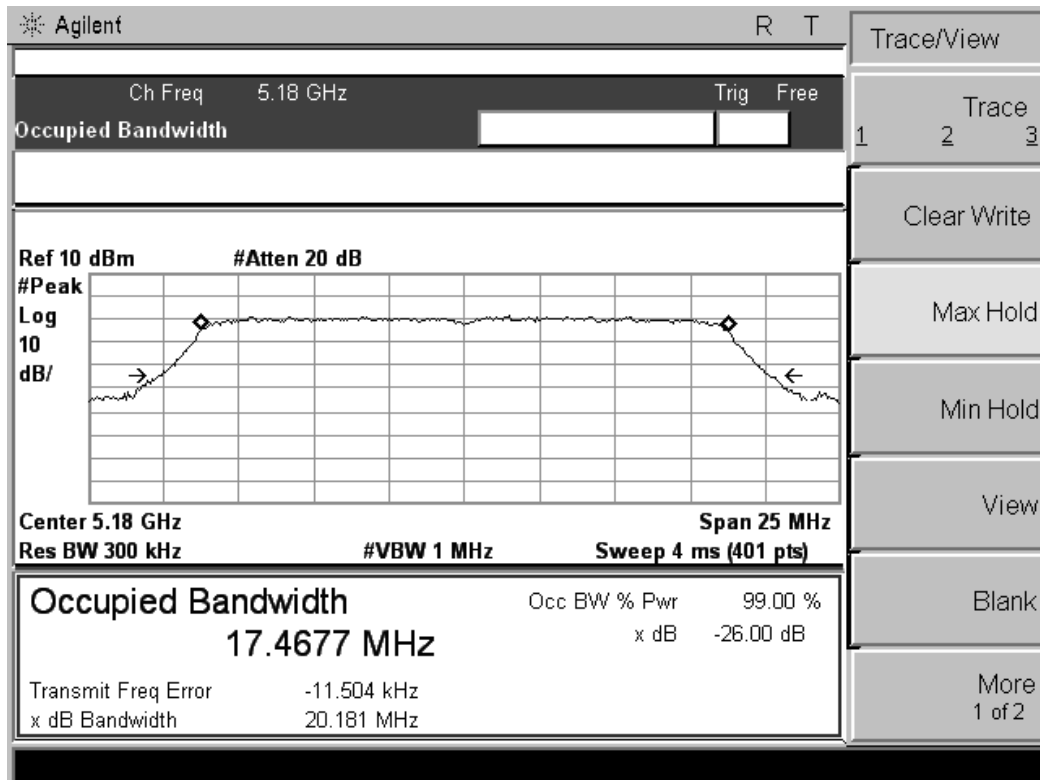 Agilent R T
Trace/View
Ch Freq 5.18 GHz Trig Free
Occupied Bandwidth
Trace
1 2 3
Clear Write
Ref 10 dBm #Atten 20 dB
#Peak
Log
10
dB/
Max Hold
Min Hold
View
Center 5.18 GHz Span 25 MHz
Res BW 300 kHz #VBW 1 MHz Sweep 4 ms (401 pts)
Occupied Bandwidth
17.4677 MHz
Occ BW % Pwr 99.00 %
x dB -26.00 dB
Transmit Freq Error -11.504 kHz
x dB Bandwidth 20.181 MHz
Blank
More
1 of 2